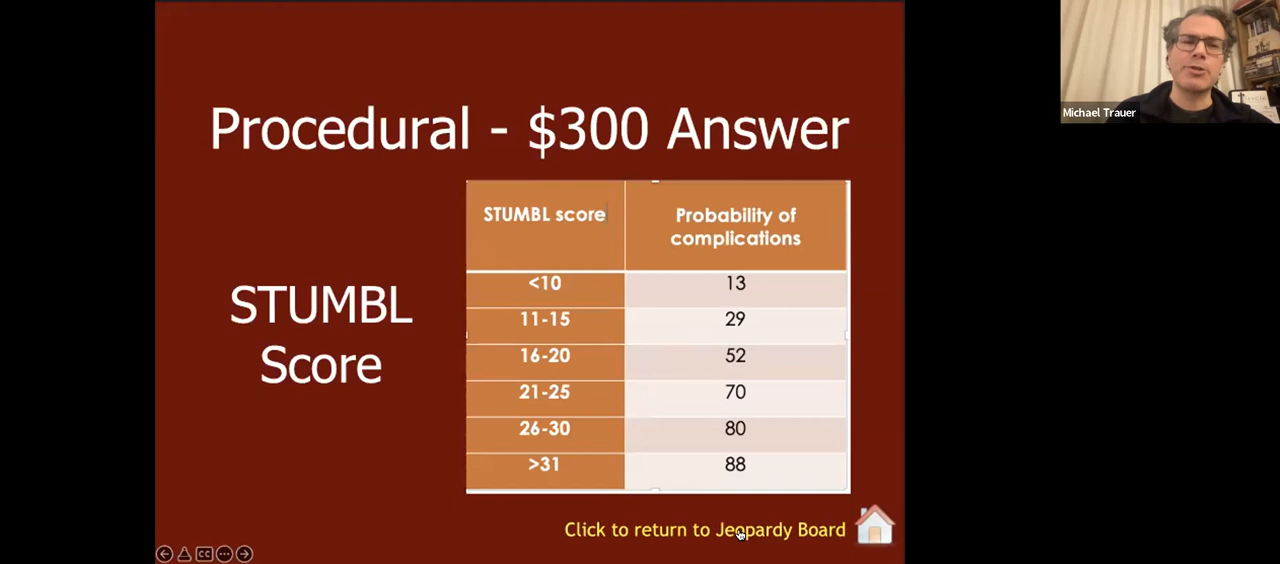 Procedural - $300 Answer
STUMBL
Score
STUMBL score
Probability of
complications
<10
13
11-15
29
16-20
52
21-25
70
26-30
80
>31
88
Click to return to Jeopardy Board
CC
Michael Trauer